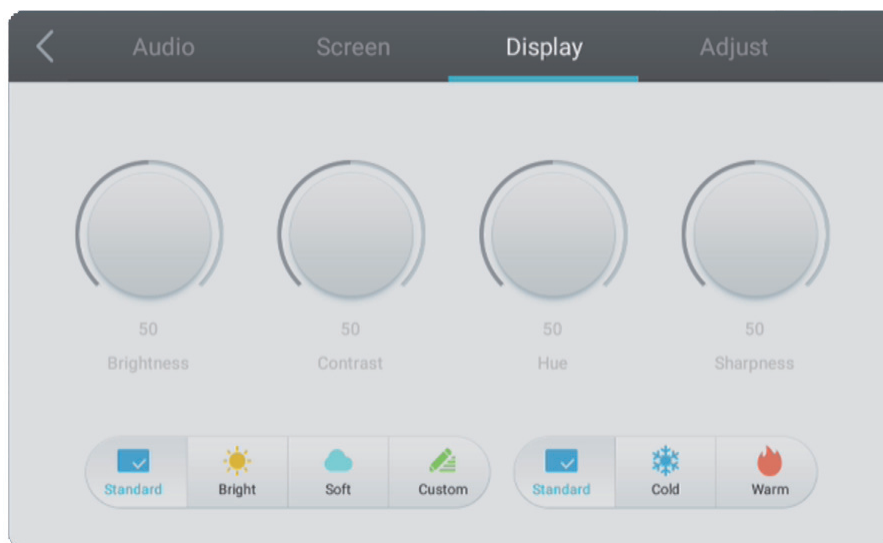 Audio Screen Display Adjust
50 50 50 50
Brightness Contrast Hue Sharpness
Standard Bright Soft Custom Standard Cold Warm